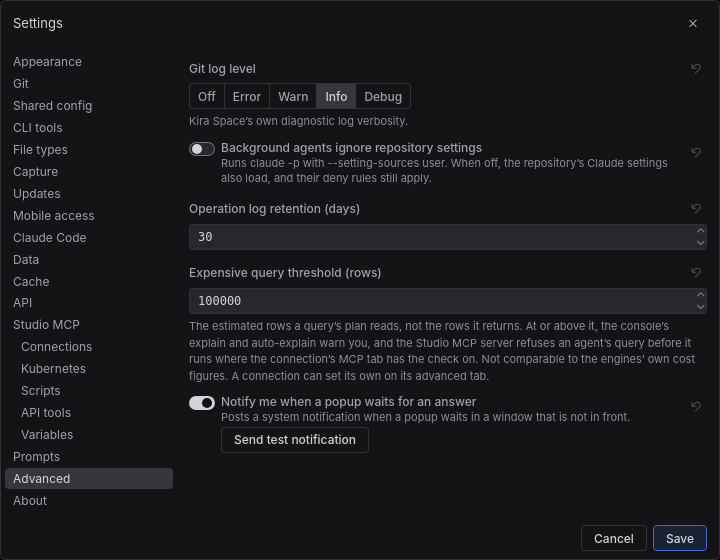 Settings
Appearance
Git
Shared config
CLI tools
File types
Capture
Updates
Mobile access
Claude Code
Data
Cache
API
Studio MCP
Connections
Kubernetes
Scripts
API tools
Variables
Prompts
Advanced
About
Git log level
Off Error Warn Info Debug
Kira Space's own diagnostic log verbosity.
Background agents ignore repository settings
Runs claude -p with --setting-sources user. When off, the repository's Claude settings
also load, and their deny rules still apply.
Operation log retention (days)
30
Expensive query threshold (rows)
100000
The estimated rows a query's plan reads, not the rows it returns. At or above it, the console's
explain and auto-explain warn you, and the Studio MCP server refuses an agent's query before it
runs where the connection's MCP tab has the check on. Not comparable to the engines' own cost
figures. A connection can set its own on its advanced tab.
Notify me when a popup waits for an answer
Posts a system notification when a popup waits in a window that is not in front.
Send test notification
Cancel Save